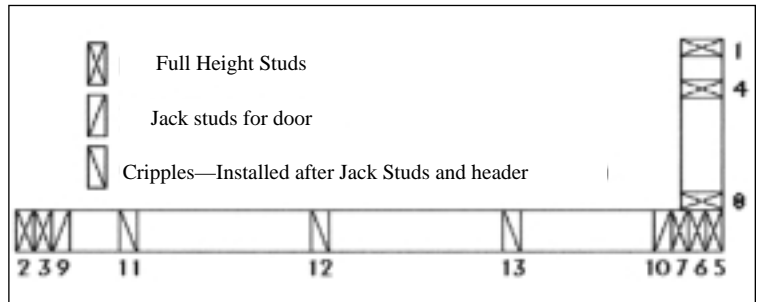 Full Height Studs
1
4
Jack studs for door
Cripples—Installed after Jack Studs and header
8
2 3 9 11 12 13 10 7 6 5